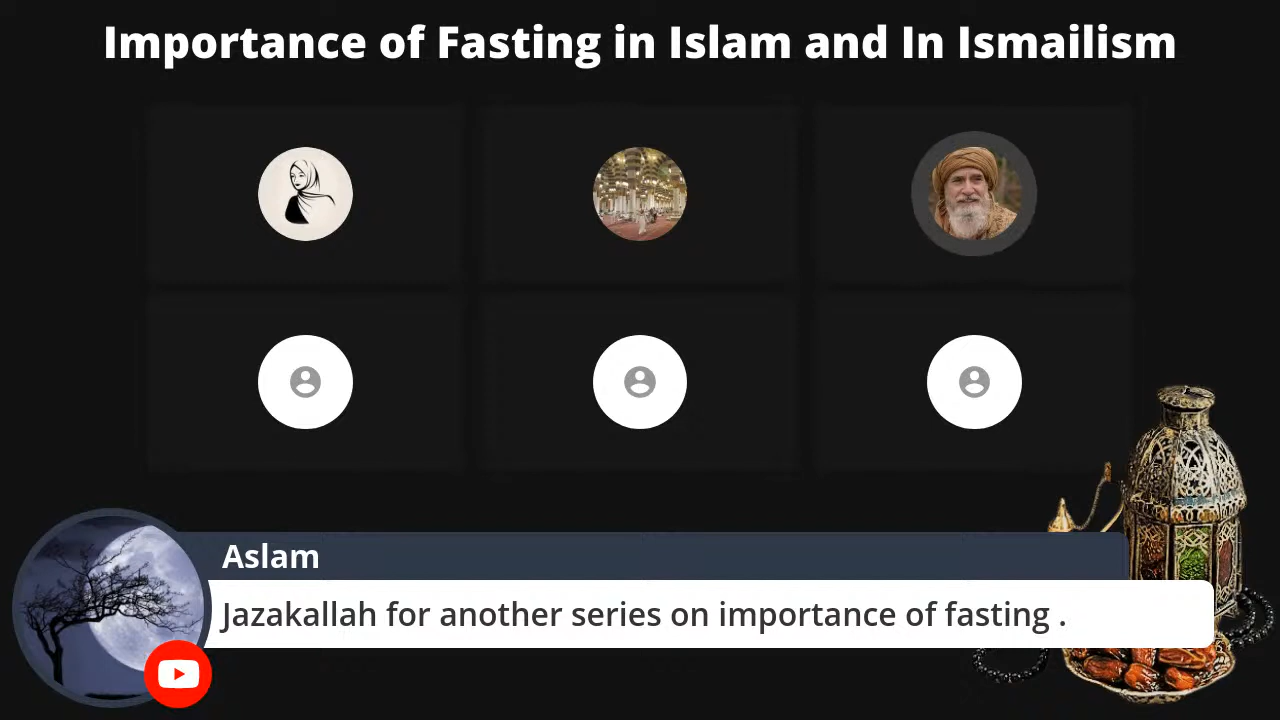 Importance of Fasting in Islam and In Ismailism
Aslam
Jazakallah for another series on importance of fasting .